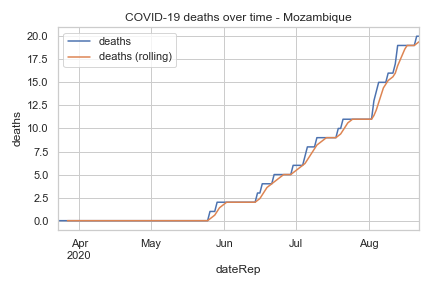 COVID-19 deaths over time - Mozambique
deaths
deaths (rolling)
20.0
17.5
15.0
12.5
10.0
7.5
5.0
2.5
0.0
deaths
Apr
2020
May
Jun
Jul
Aug
dateRep